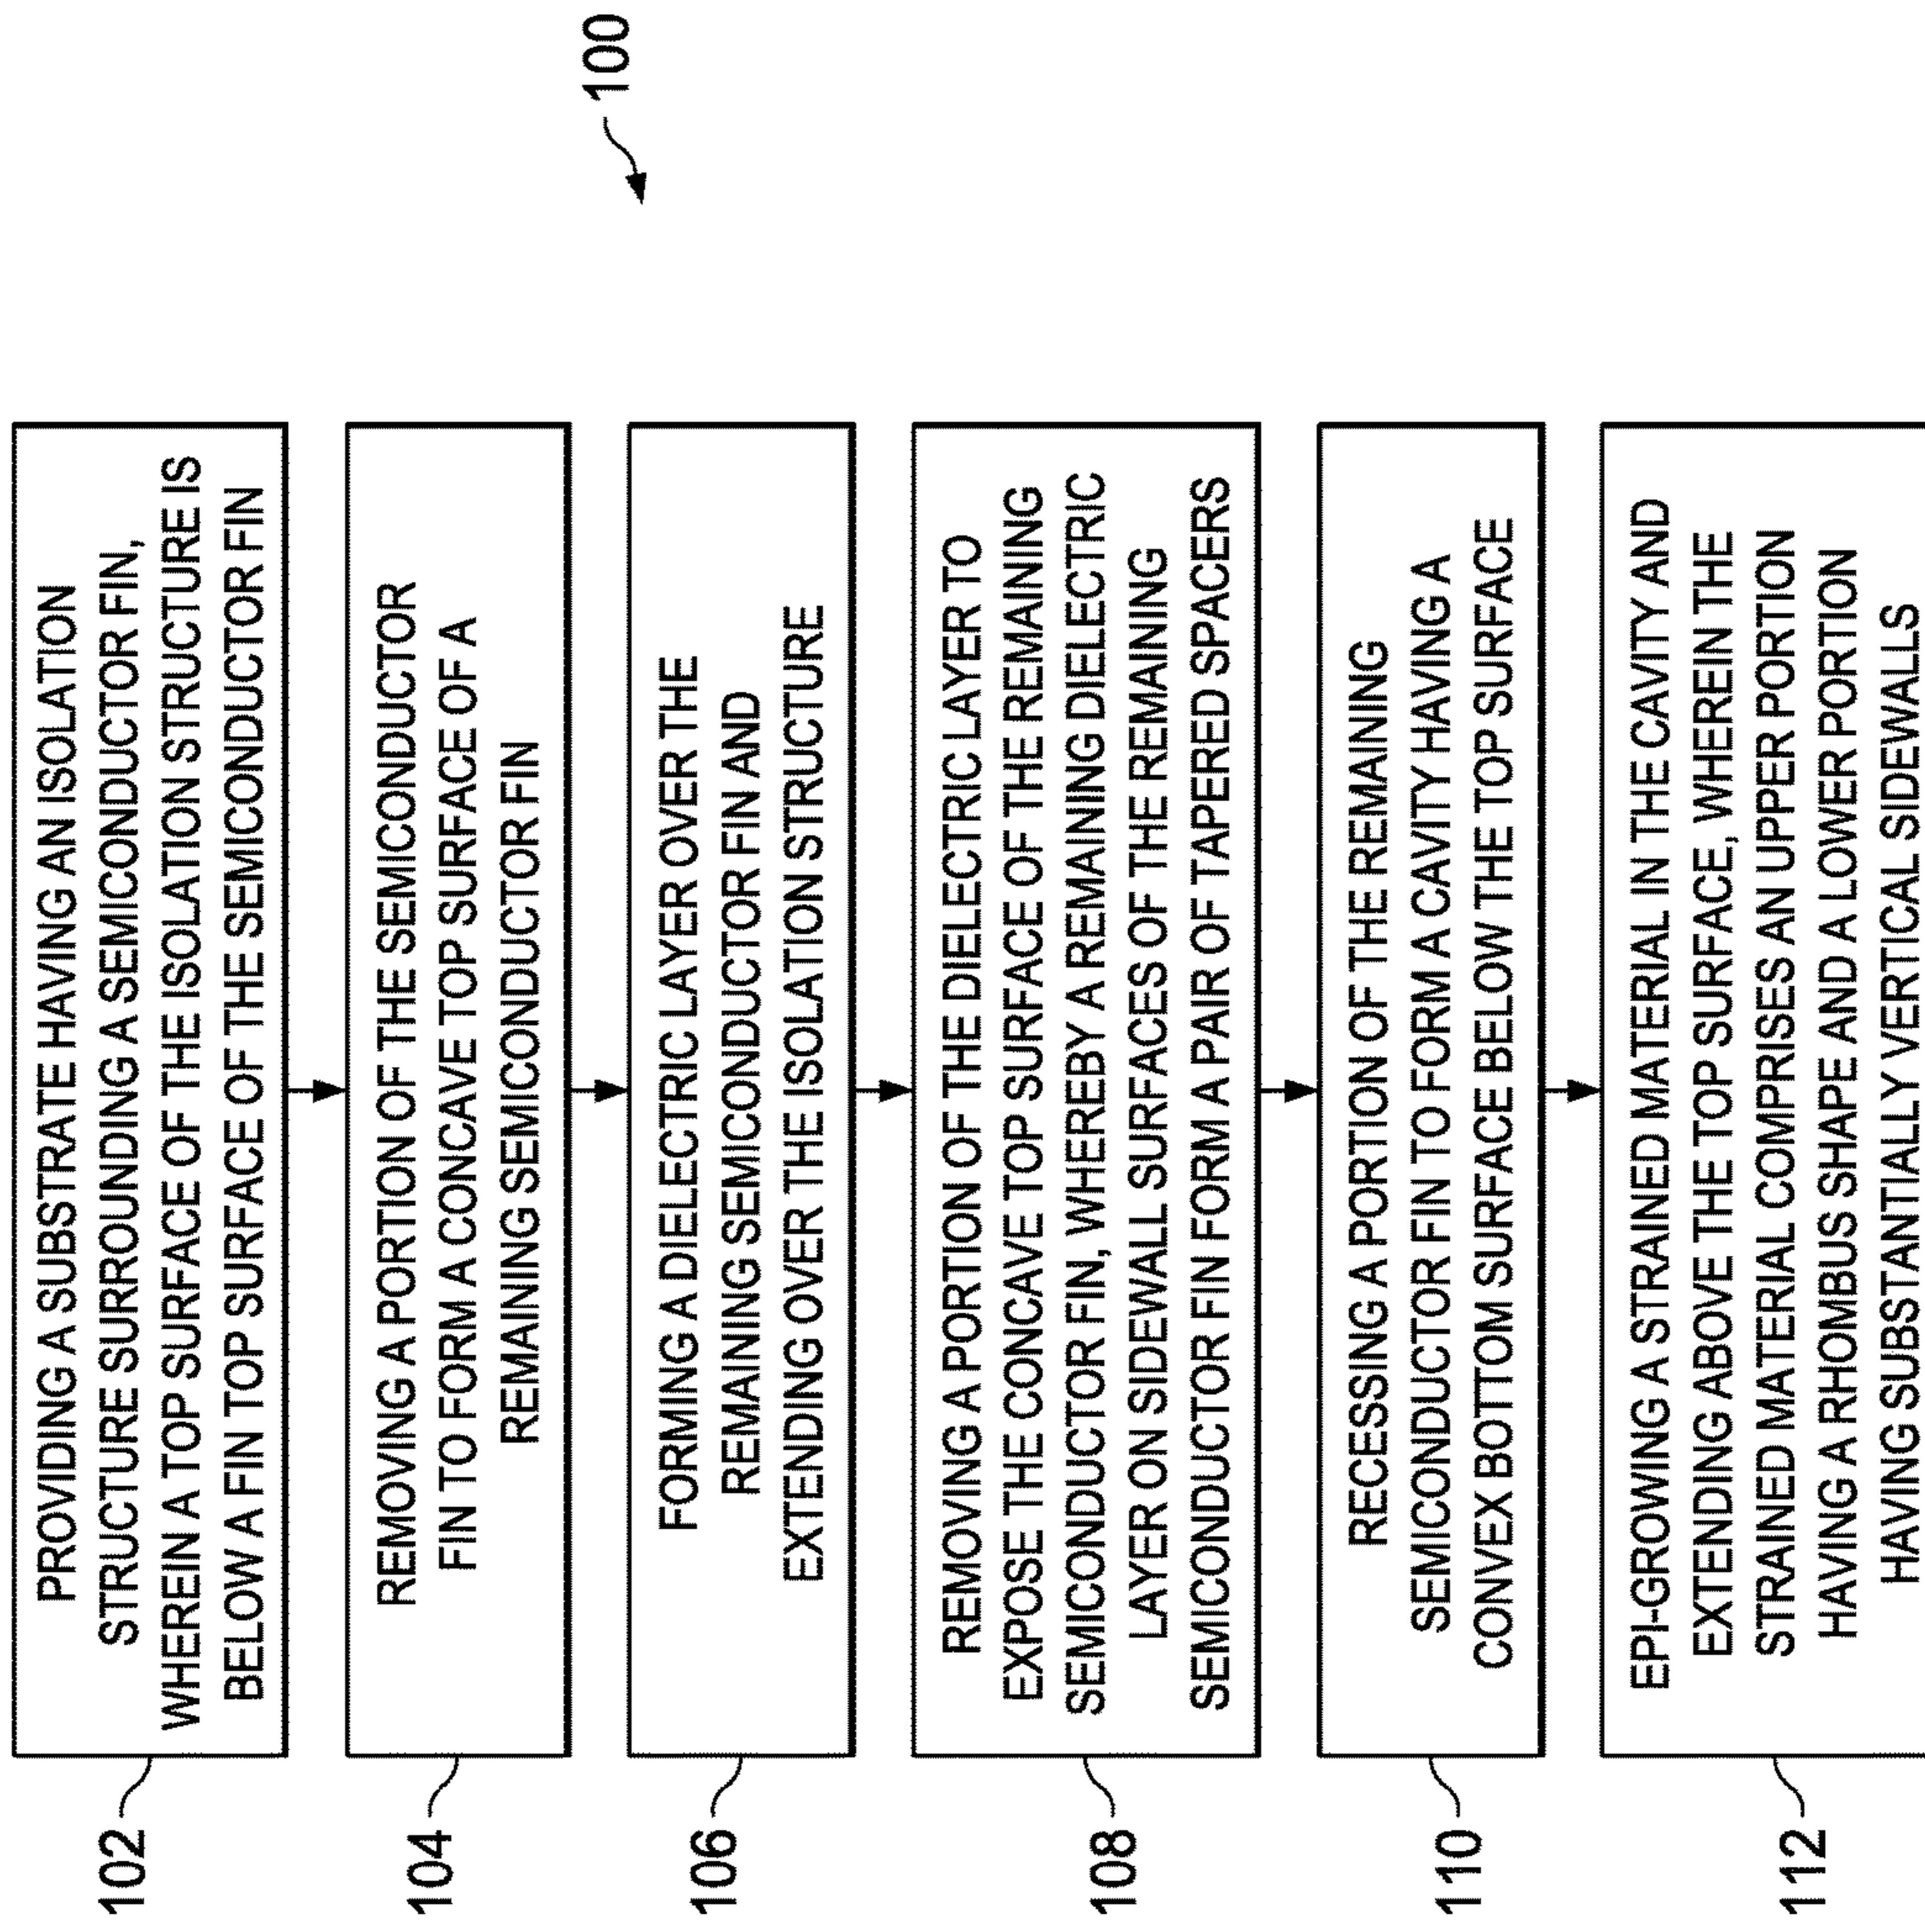 100
102
PROVIDING A SUBSTRATE HAVING AN ISOLATION
STRUCTURE SURROUNDING A SEMICONDUCTOR FIN,
WHEREIN A TOP SURFACE OF THE ISOLATION STRUCTURE IS
BELOW A FIN TOP SURFACE OF THE SEMICONDUCTOR FIN
104
REMOVING A PORTION OF THE SEMICONDUCTOR
FIN TO FORM A CONCAVE TOP SURFACE OF A
REMAINING SEMICONDUCTOR FIN
106
FORMING A DIELECTRIC LAYER OVER THE
REMAINING SEMICONDUCTOR FIN AND
EXTENDING OVER THE ISOLATION STRUCTURE
108
REMOVING A PORTION OF THE DIELECTRIC LAYER TO
EXPOSE THE CONCAVE TOP SURFACE OF THE REMAINING
SEMICONDUCTOR FIN, WHEREBY A REMAINING DIELECTRIC
LAYER ON SIDEWALL SURFACES OF THE REMAINING
SEMICONDUCTOR FIN FORM A PAIR OF TAPERED SPACERS
110
RECESSING A PORTION OF THE REMAINING
SEMICONDUCTOR FIN TO FORM A CAVITY HAVING A
CONVEX BOTTOM SURFACE BELOW THE TOP SURFACE
112
EPI-GROWING A STRAINED MATERIAL IN THE CAVITY AND
EXTENDING ABOVE THE TOP SURFACE, WHEREIN THE
STRAINED MATERIAL COMPRISES AN UPPER PORTION
HAVING A RHOMBUS SHAPE AND A LOWER PORTION
HAVING SUBSTANTIALLY VERTICAL SIDEWALLS